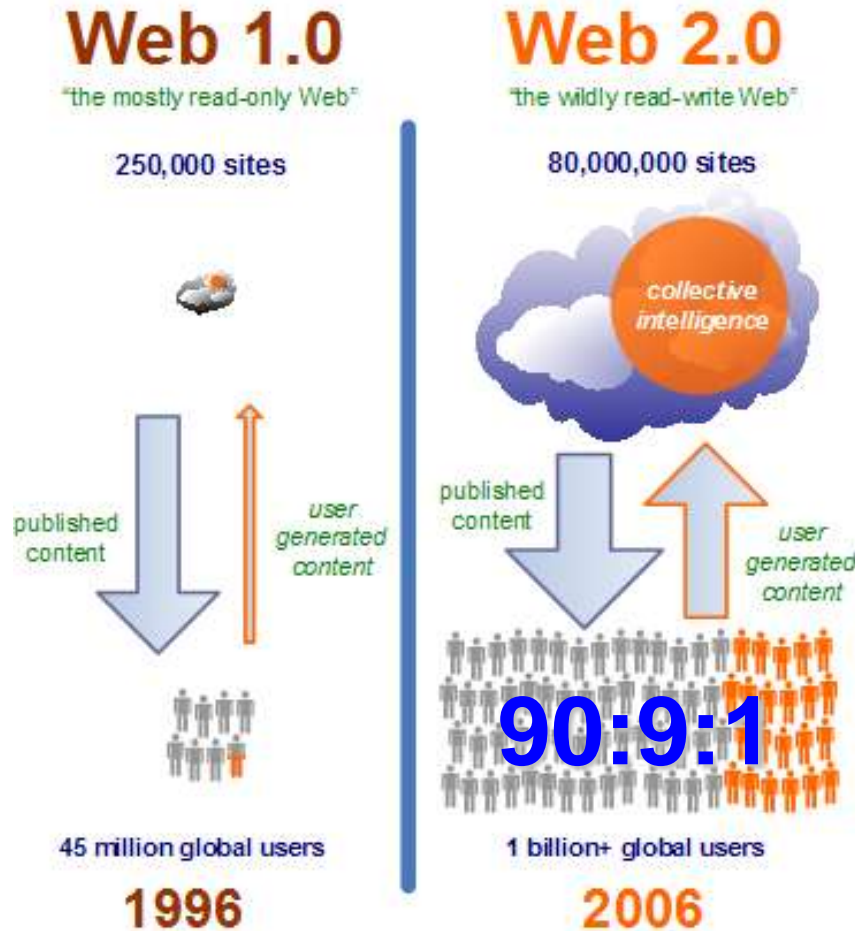 Web 1.0
"the mostly read-only Web"
250,000 sites
published
content
user
generated
content
45 million global users
1996
Web 2.0
"the wildly read-write Web"
80,000,000 sites
collective
intelligence
published
content
user
generated
content
90:9:1
1 billion+ global users
2006